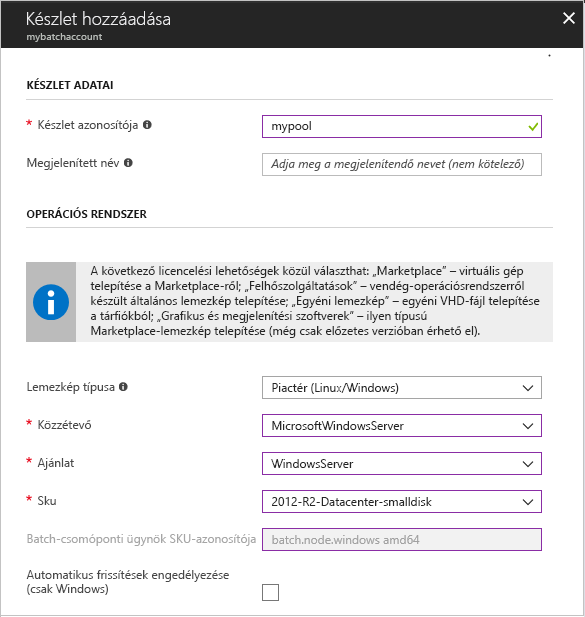 Készlet hozzáadása
mybatchaccount
KÉSZLET ADATAI
* Készlet azonosítója
mypool
Megjelenített név
Adja meg a megjelenítendő nevet (nem kötelező)
OPERÁCIÓS RENDSZER
A következő licencelési lehetőségek közül választhat: „Marketplace” – virtuális gép
telepítése a Marketplace-ről; „Felhőszolgáltatások” – vendég-operációsrendszerről
készült általános lemezkép telepítése; „Egyéni lemezkép” – egyéni VHD-fájl telepítése
a tárfiókból; „Grafikus és megjelenítési szoftverek” – ilyen típusú
Marketplace-lemezkép telepítése (még csak előzetes verzióban érhető el).
Lemezkép típusa
Piactér (Linux/Windows)
* Közzétevő
MicrosoftWindowsServer
* Ajánlat
WindowsServer
* Sku
2012-R2-Datacenter-smalldisk
Batch-csomóponti ügynök SKU-azonosítója
batch.node.windows amd64
Automatikus frissítések engedélyezése
(csak Windows)